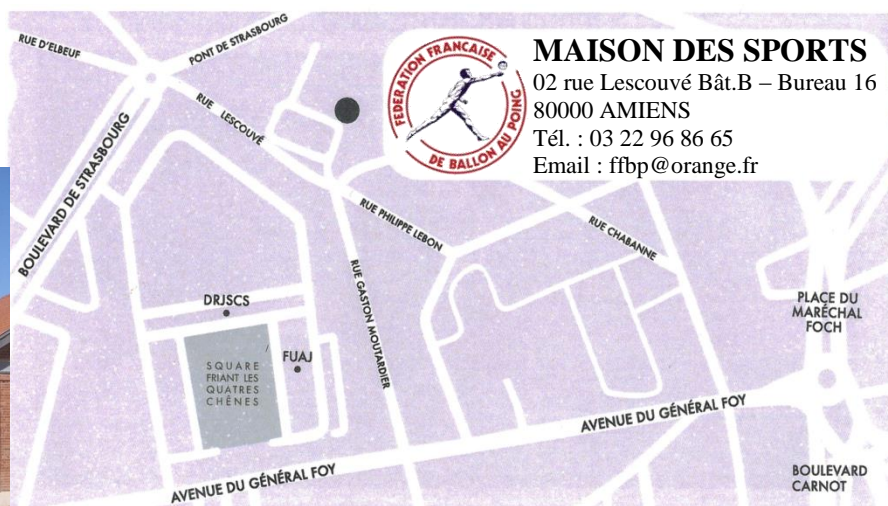 RUE D'ELBEUF
PONT DE STRASBOURG
FEDERATION FRANCAISE
DE BALLON AU POING
MAISON DES SPORTS
02 rue Lescouvé Bât.B – Bureau 16
80000 AMIENS
Tél. : 03 22 96 86 65
Email : ffbp@orange.fr
RUE LESCOUVÉ
BOULEVARD DE STRASBOURG
RUE PHILIPPE LEBON
RUE CHABANNE
RUE GASTON MOUTARDIER
DRJSCS
PLACE DU
MARÉCHAL
FOCH
FUAJ
SQUARE
FRIANT LES
QUATRES
CHÊNES
AVENUE DU GÉNÉRAL FOY
AVENUE DU GÉNÉRAL FOY
BOULEVARD
CARNOT